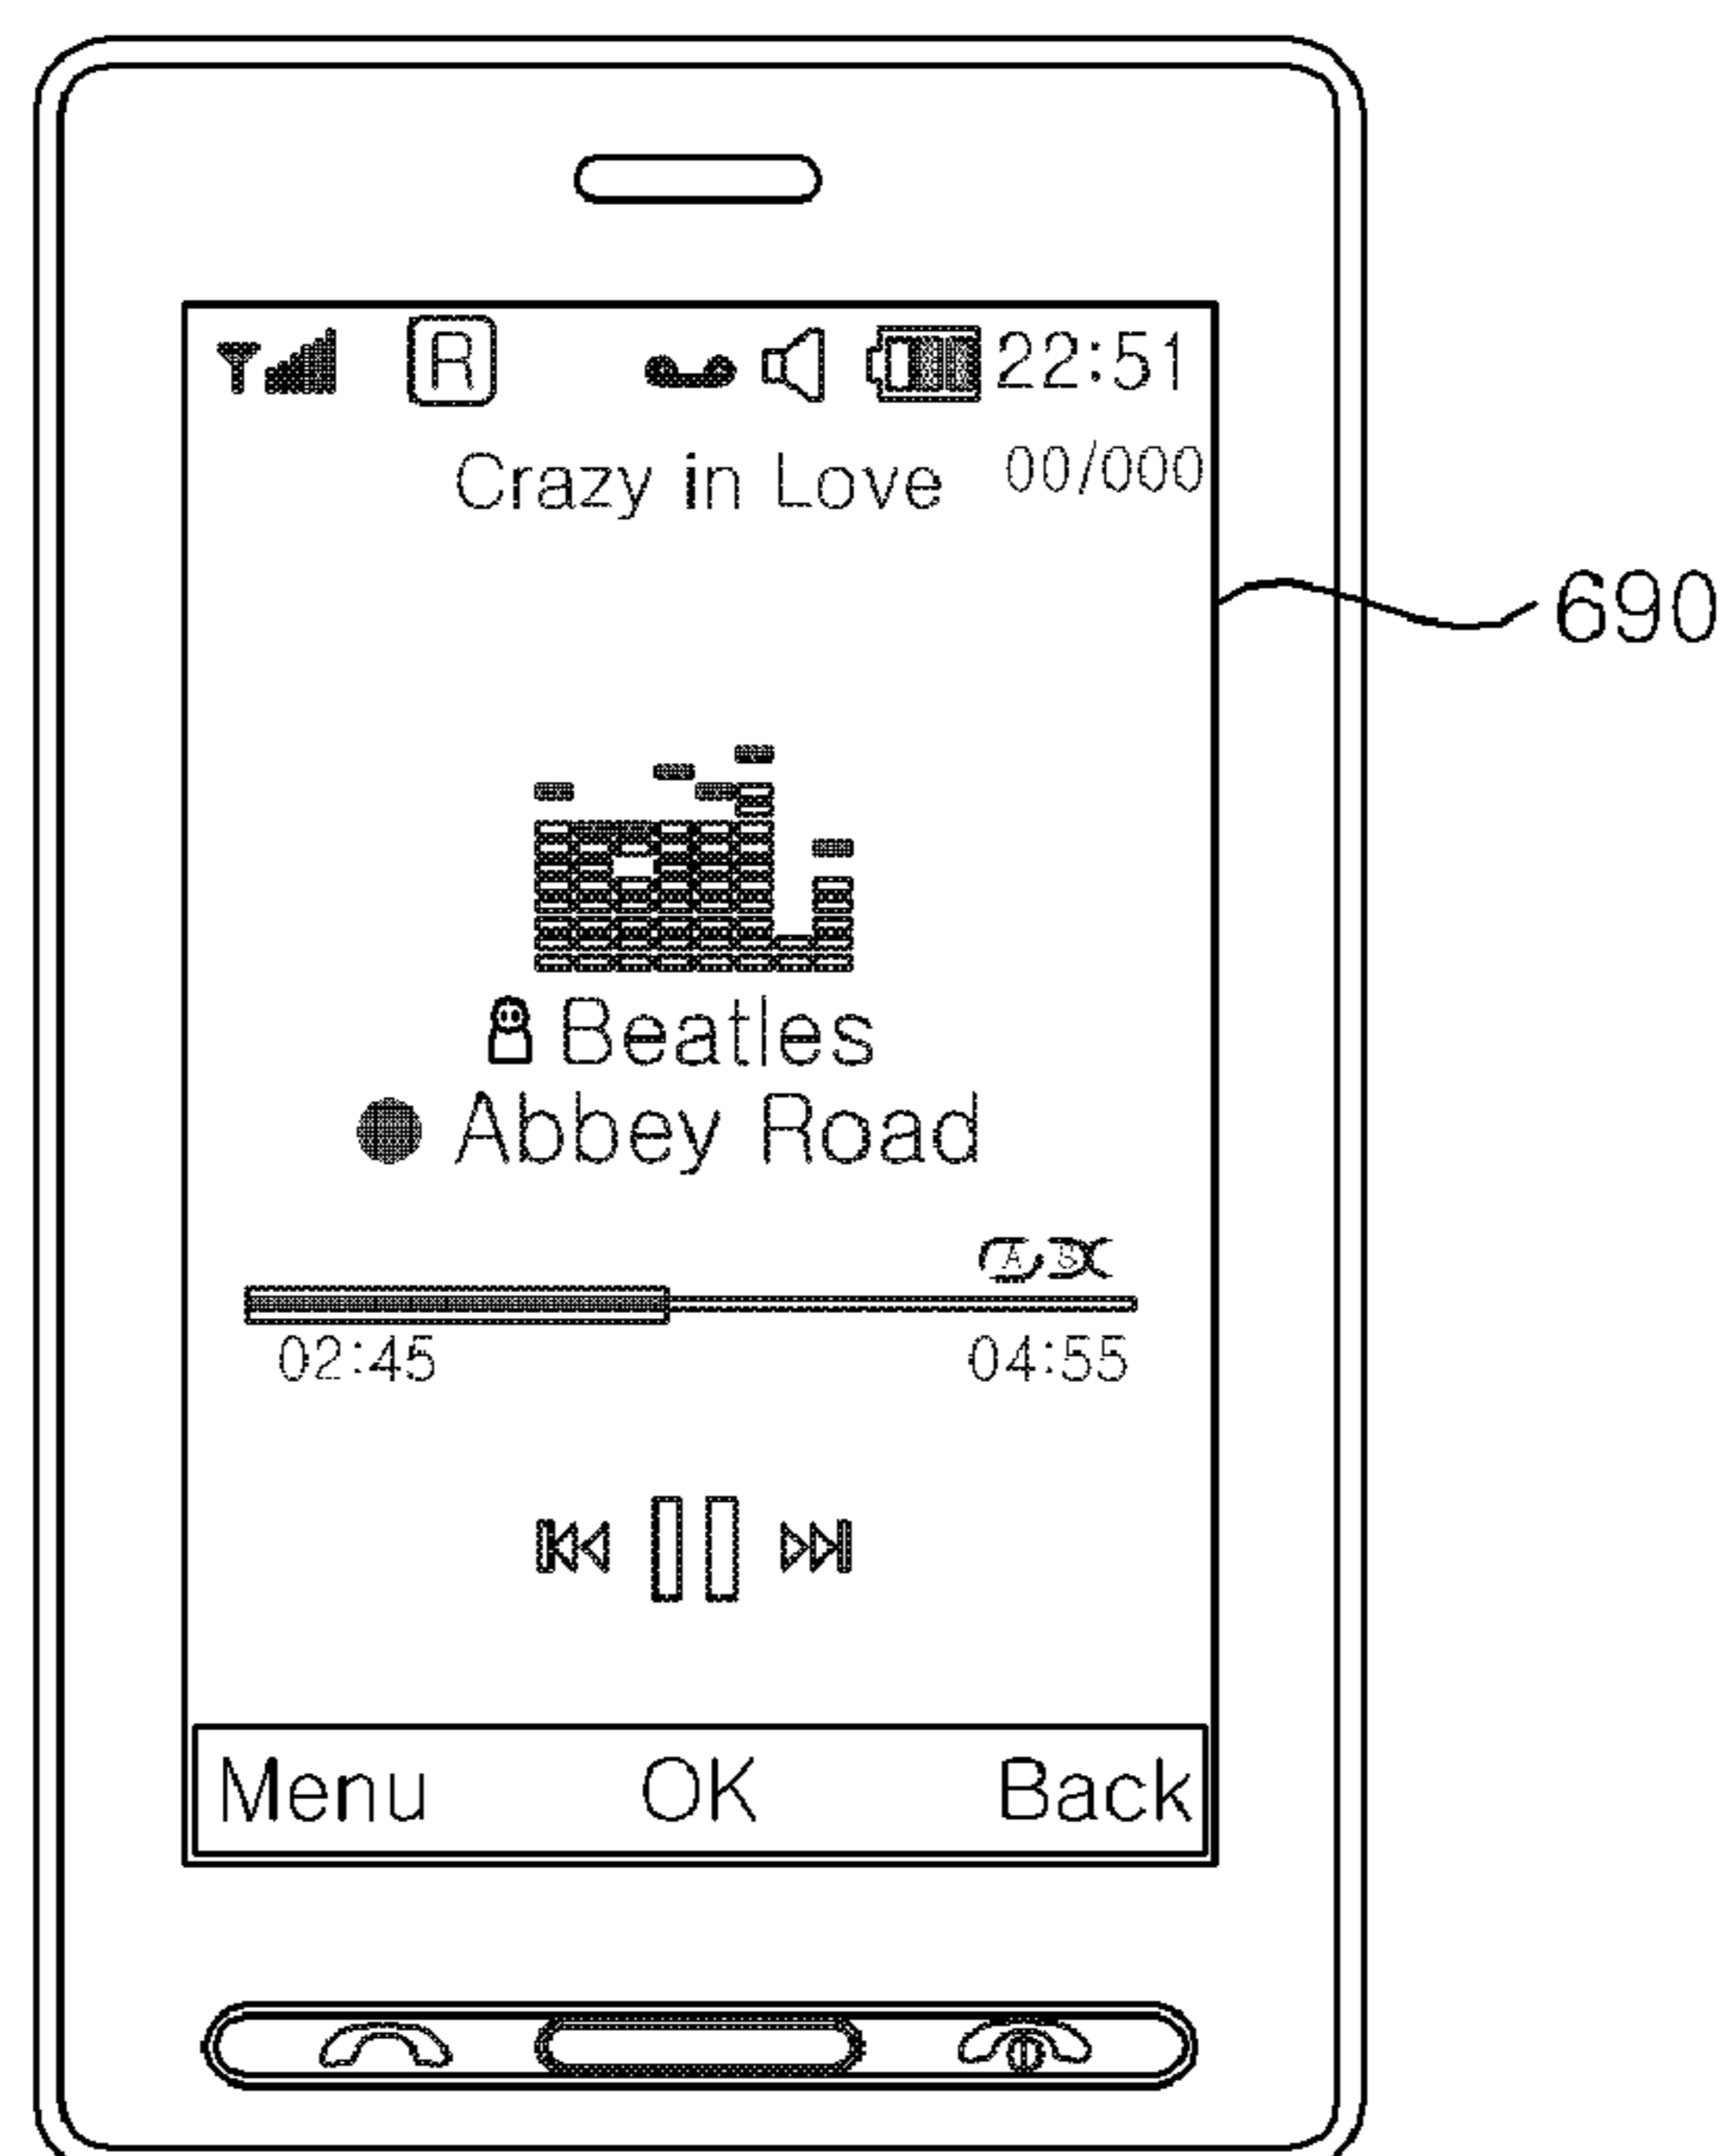 R 22:51
Crazy in Love 00/000
690
Beatles
Abbey Road
A B
02:45 04:55
Menu OK Back